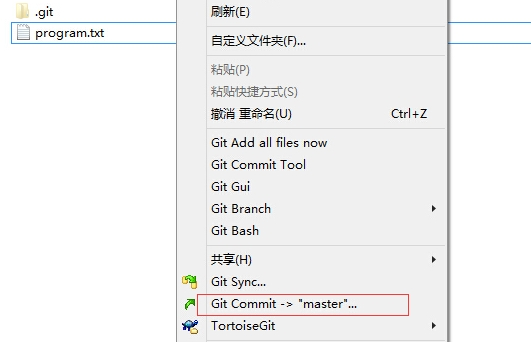 .git
program.txt
刷新(E)
自定义文件夹(F)...
粘贴(P)
粘贴快捷方式(S)
撤消 重命名(U) Ctrl+Z
Git Add all files now
Git Commit Tool
Git Gui
Git Branch
Git Bash
共享(H)
Git Sync...
Git Commit -> "master"...
TortoiseGit